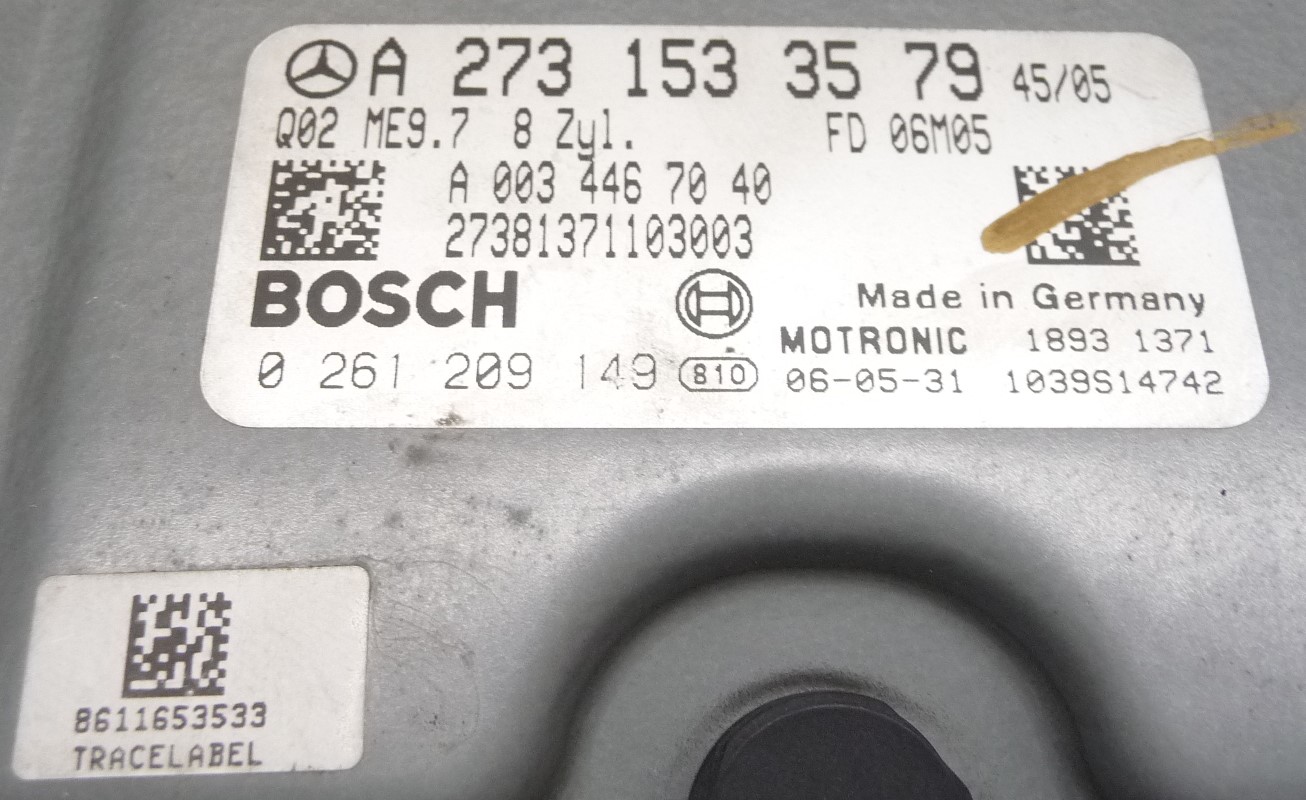 A 273 153 35 79 45/05
Q02 ME9.7 8 Zyl. FD 06M05
A 003 446 70 40
27381371103003
BOSCH
Made in Germany
MOTRONIC 1893 1371
0 261 209 149 810 06-05-31 1039S14742
8611653533
TRACELABEL